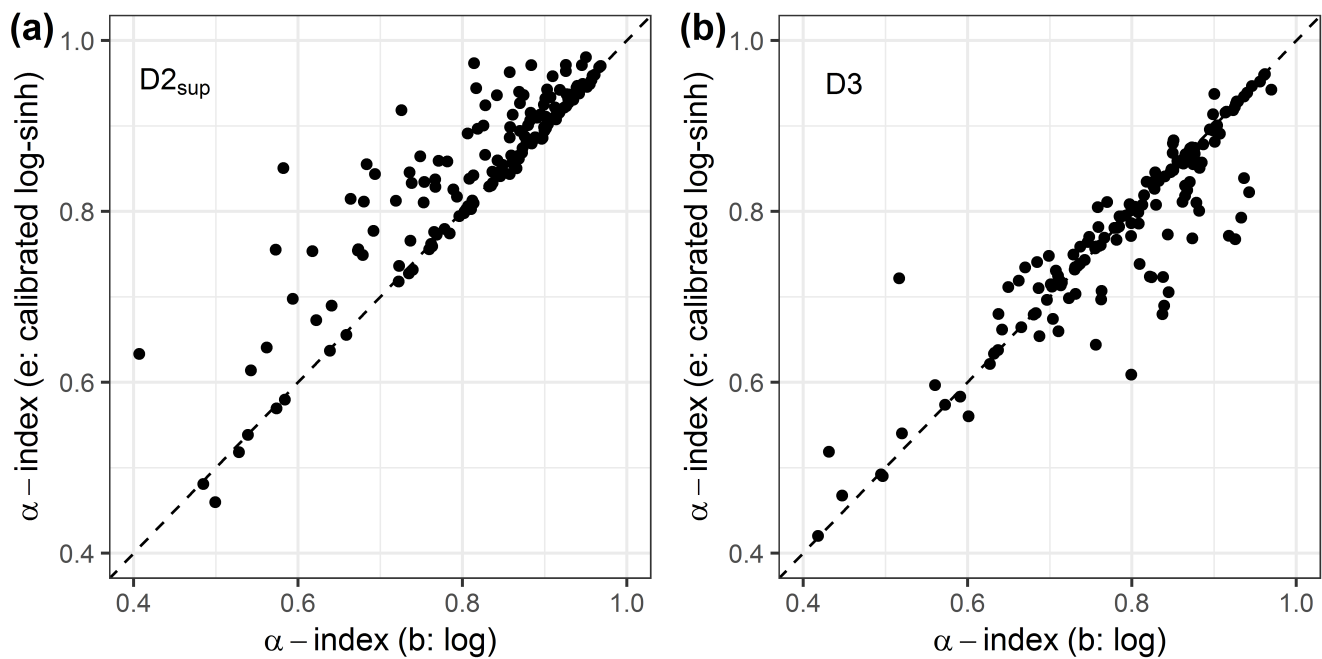 (a)
D2sup
1.0
0.8
0.6
0.4
0.4 0.6 0.8 1.0
α − index (e: calibrated log-sinh)
α − index (b: log)
(b)
D3
1.0
0.8
0.6
0.4
0.4 0.6 0.8 1.0
α − index (e: calibrated log-sinh)
α − index (b: log)